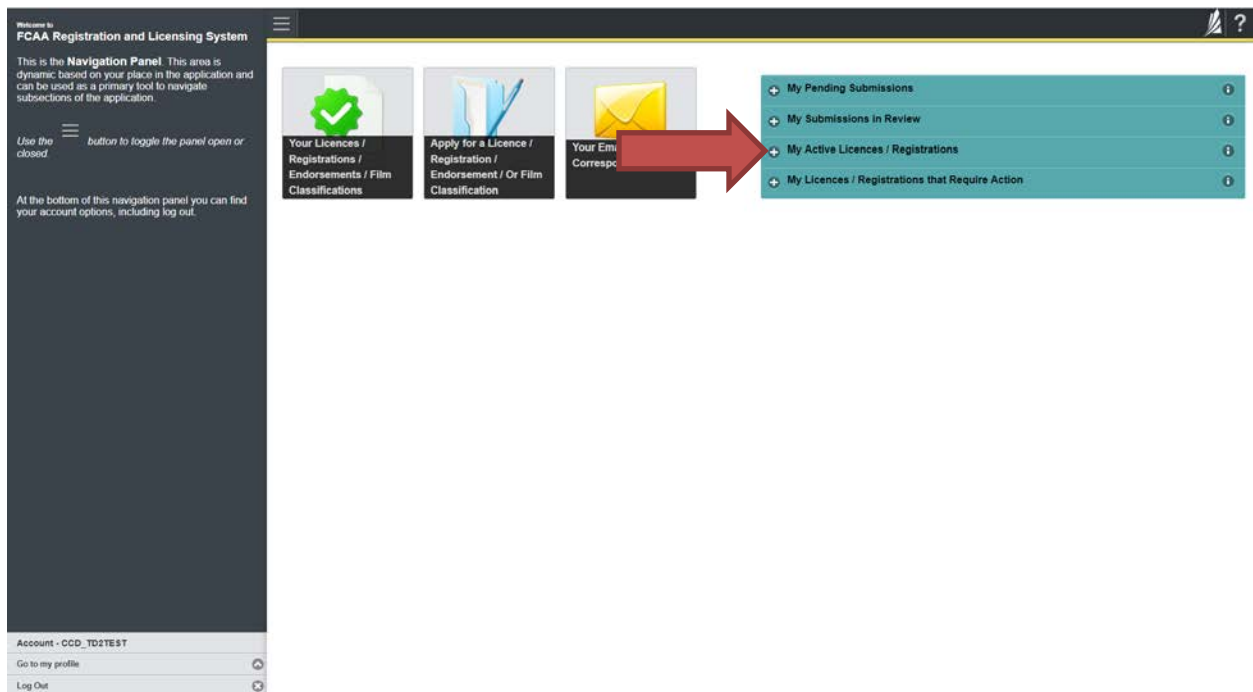 Welcome to
FCAA Registration and Licensing System
This is the Navigation Panel. This area is
dynamic based on your place in the application and
can be used as a primary tool to navigate
subsections of the application.
Use the button to toggle the panel open or
closed.
At the bottom of this navigation panel you can find
your account options, including log out.
?
Your Licences /
Registrations /
Endorsements / Film
Classifications
Apply for a Licence /
Registration /
Endorsement / Or Film
Classification
Your
My Pending Submissions
My Submissions in Review
My Active Licences / Registrations
My Licences / Registrations that Require Action
Account - CCD_TD2TEST
Go to my profile
Log Out